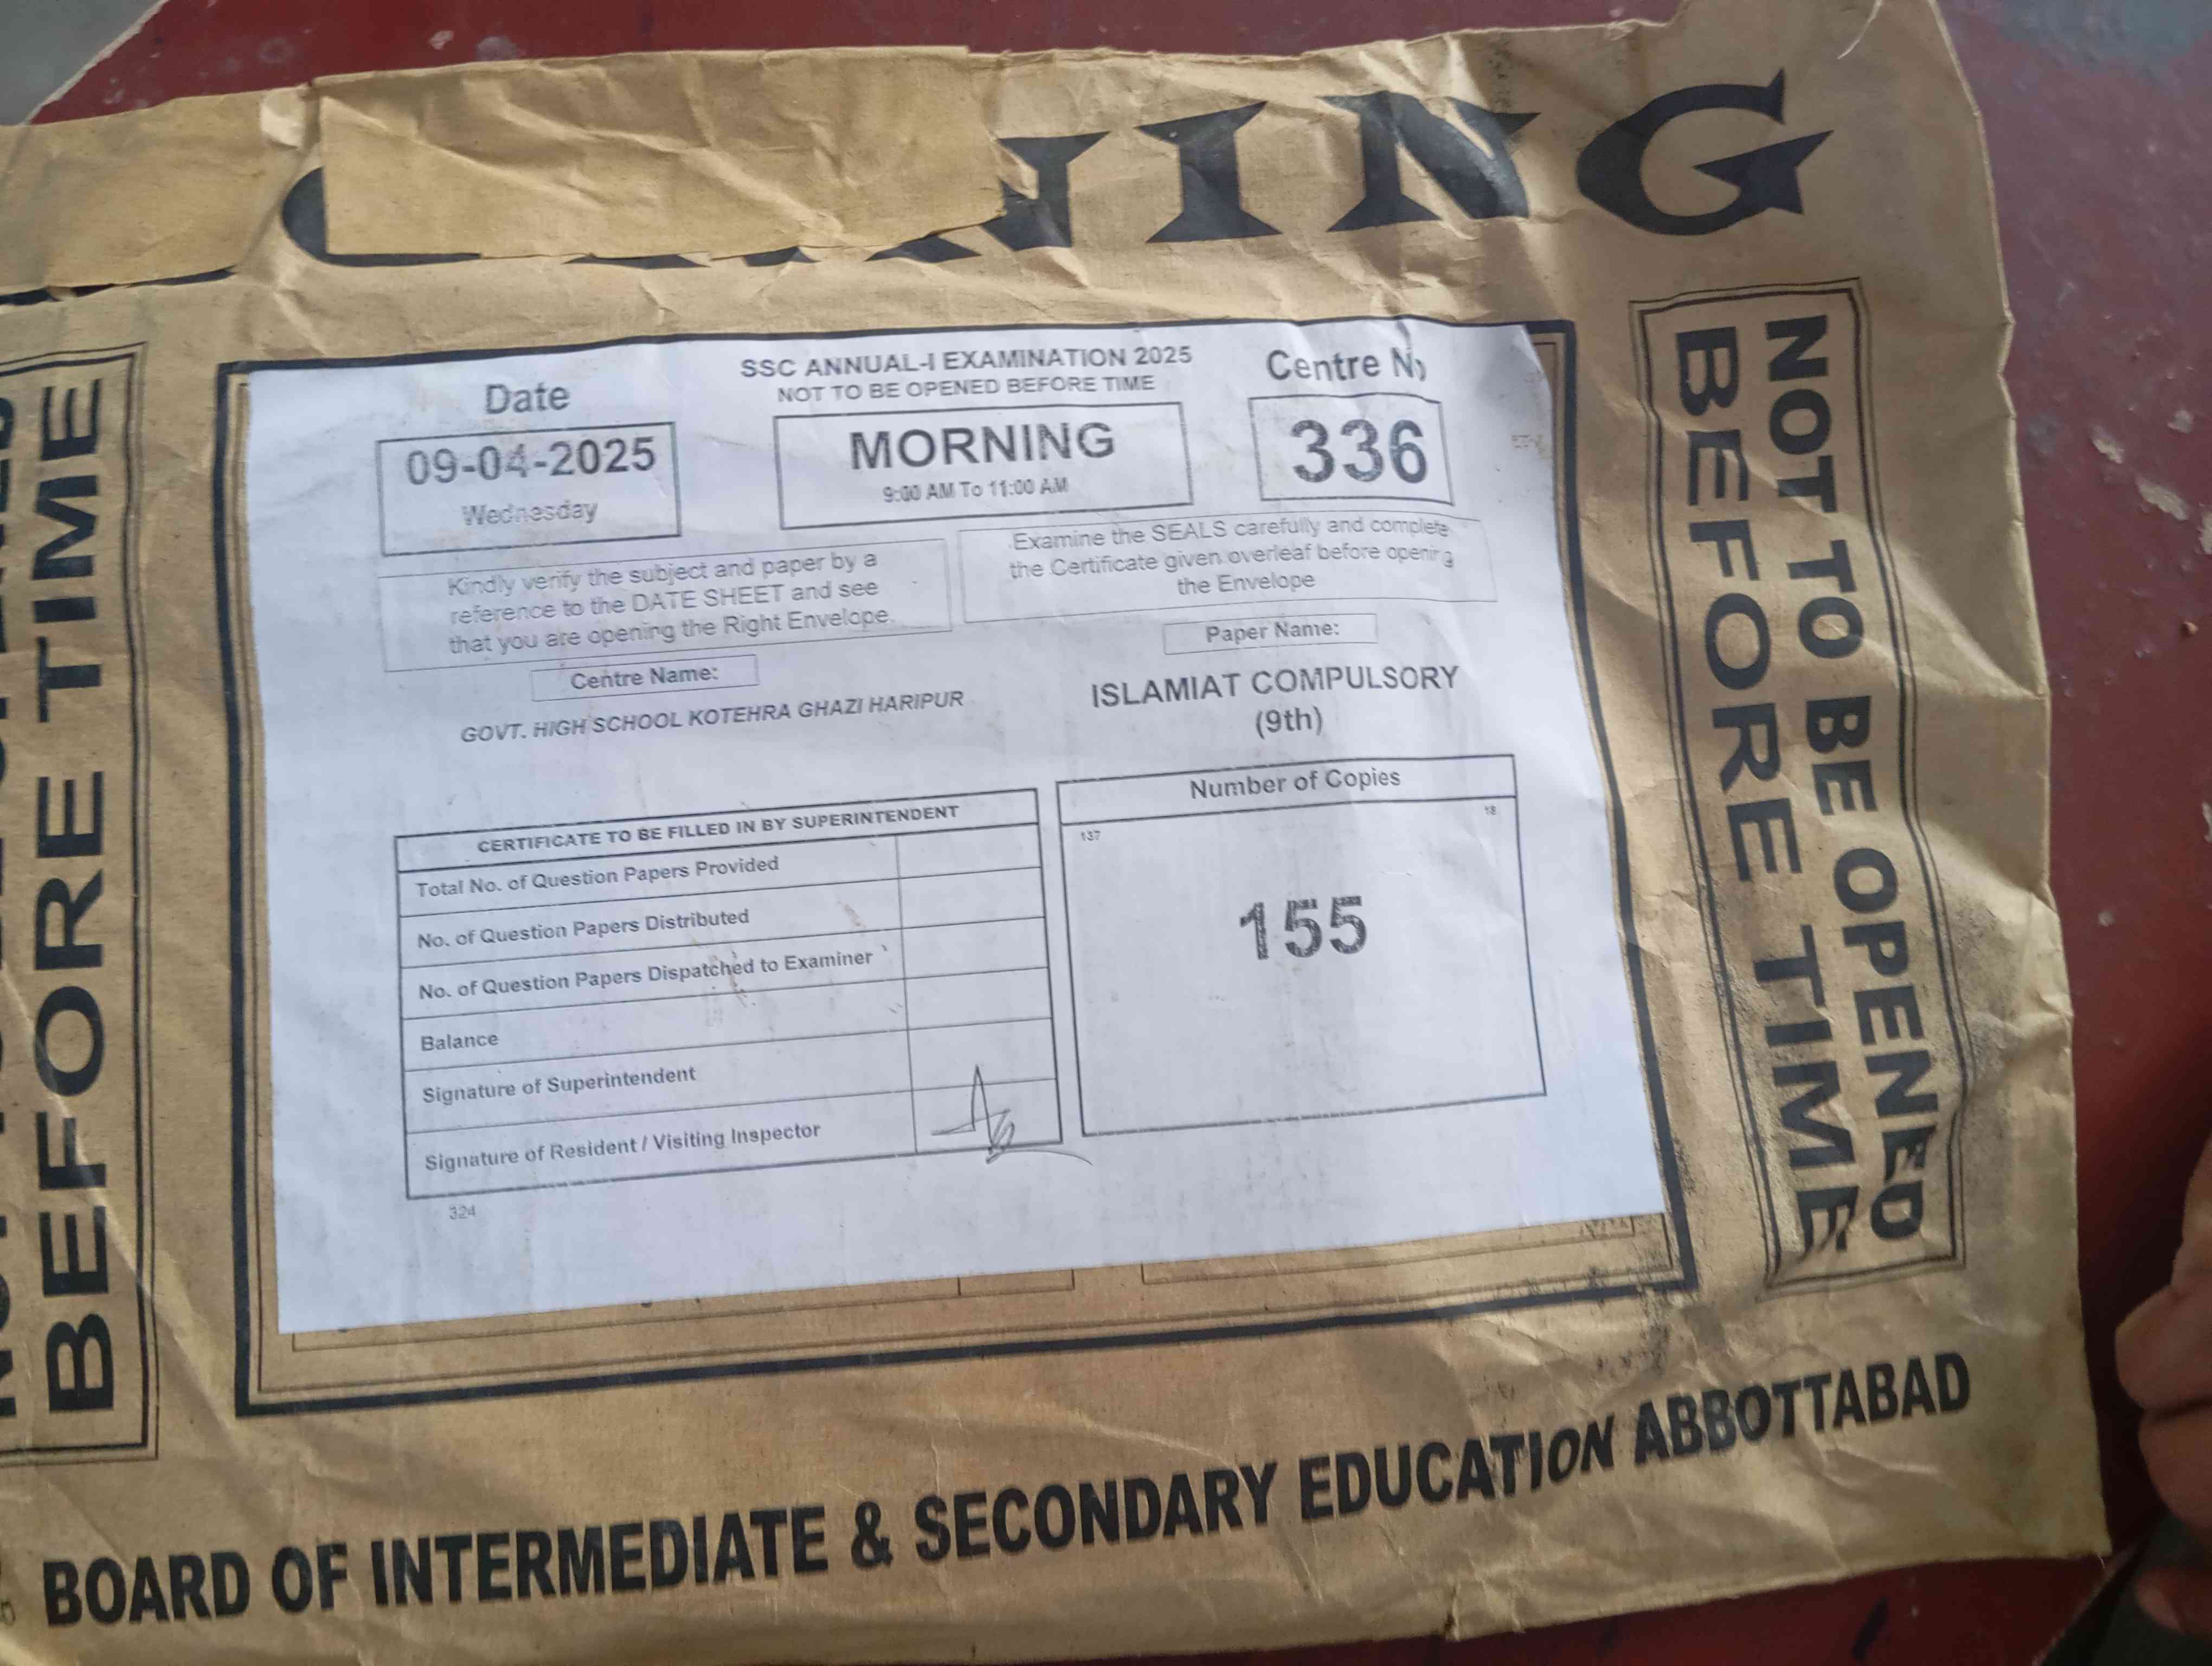 NING
BEFORE TIME
NOT TO BE OPENED
BEFORE TIME
SSC ANNUAL-I EXAMINATION 2025
NOT TO BE OPENED BEFORE TIME
Date
09-04-2025
Wednesday
MORNING
9:00 AM To 11:00 AM
Centre No
336
Kindly verify the subject and paper by a
reference to the DATE SHEET and see
that you are opening the Right Envelope.
Examine the SEALS carefully and complete
the Certificate given overleaf before opening
the Envelope
Centre Name:
GOVT. HIGH SCHOOL KOTEHRA GHAZI HARIPUR
Paper Name:
ISLAMIAT COMPULSORY
(9th)
CERTIFICATE TO BE FILLED IN BY SUPERINTENDENT
Total No. of Question Papers Provided
No. of Question Papers Distributed
No. of Question Papers Dispatched to Examiner
Balance
Signature of Superintendent
Signature of Resident / Visiting Inspector
324
Number of Copies
137
18
155
BOARD OF INTERMEDIATE & SECONDARY EDUCATION ABBOTTABAD